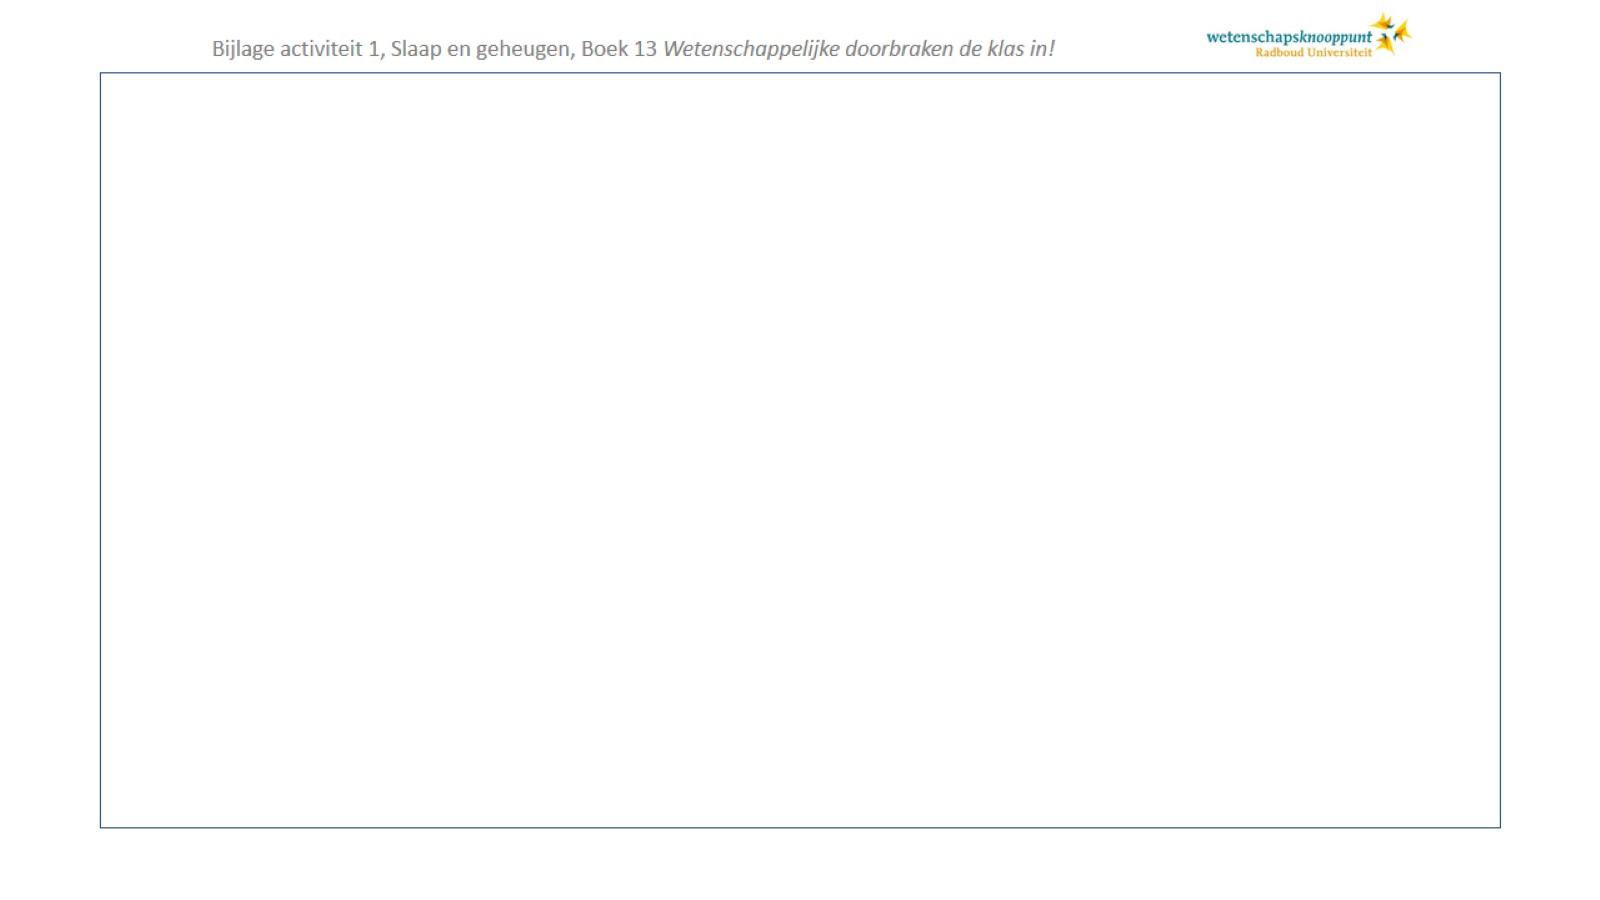 Bijlage activiteit 1, Slaap en geheugen, Boek 13 Wetenschappelijke doorbraken de klas in!
wetenschapsknooppunt
Radboud Universiteit